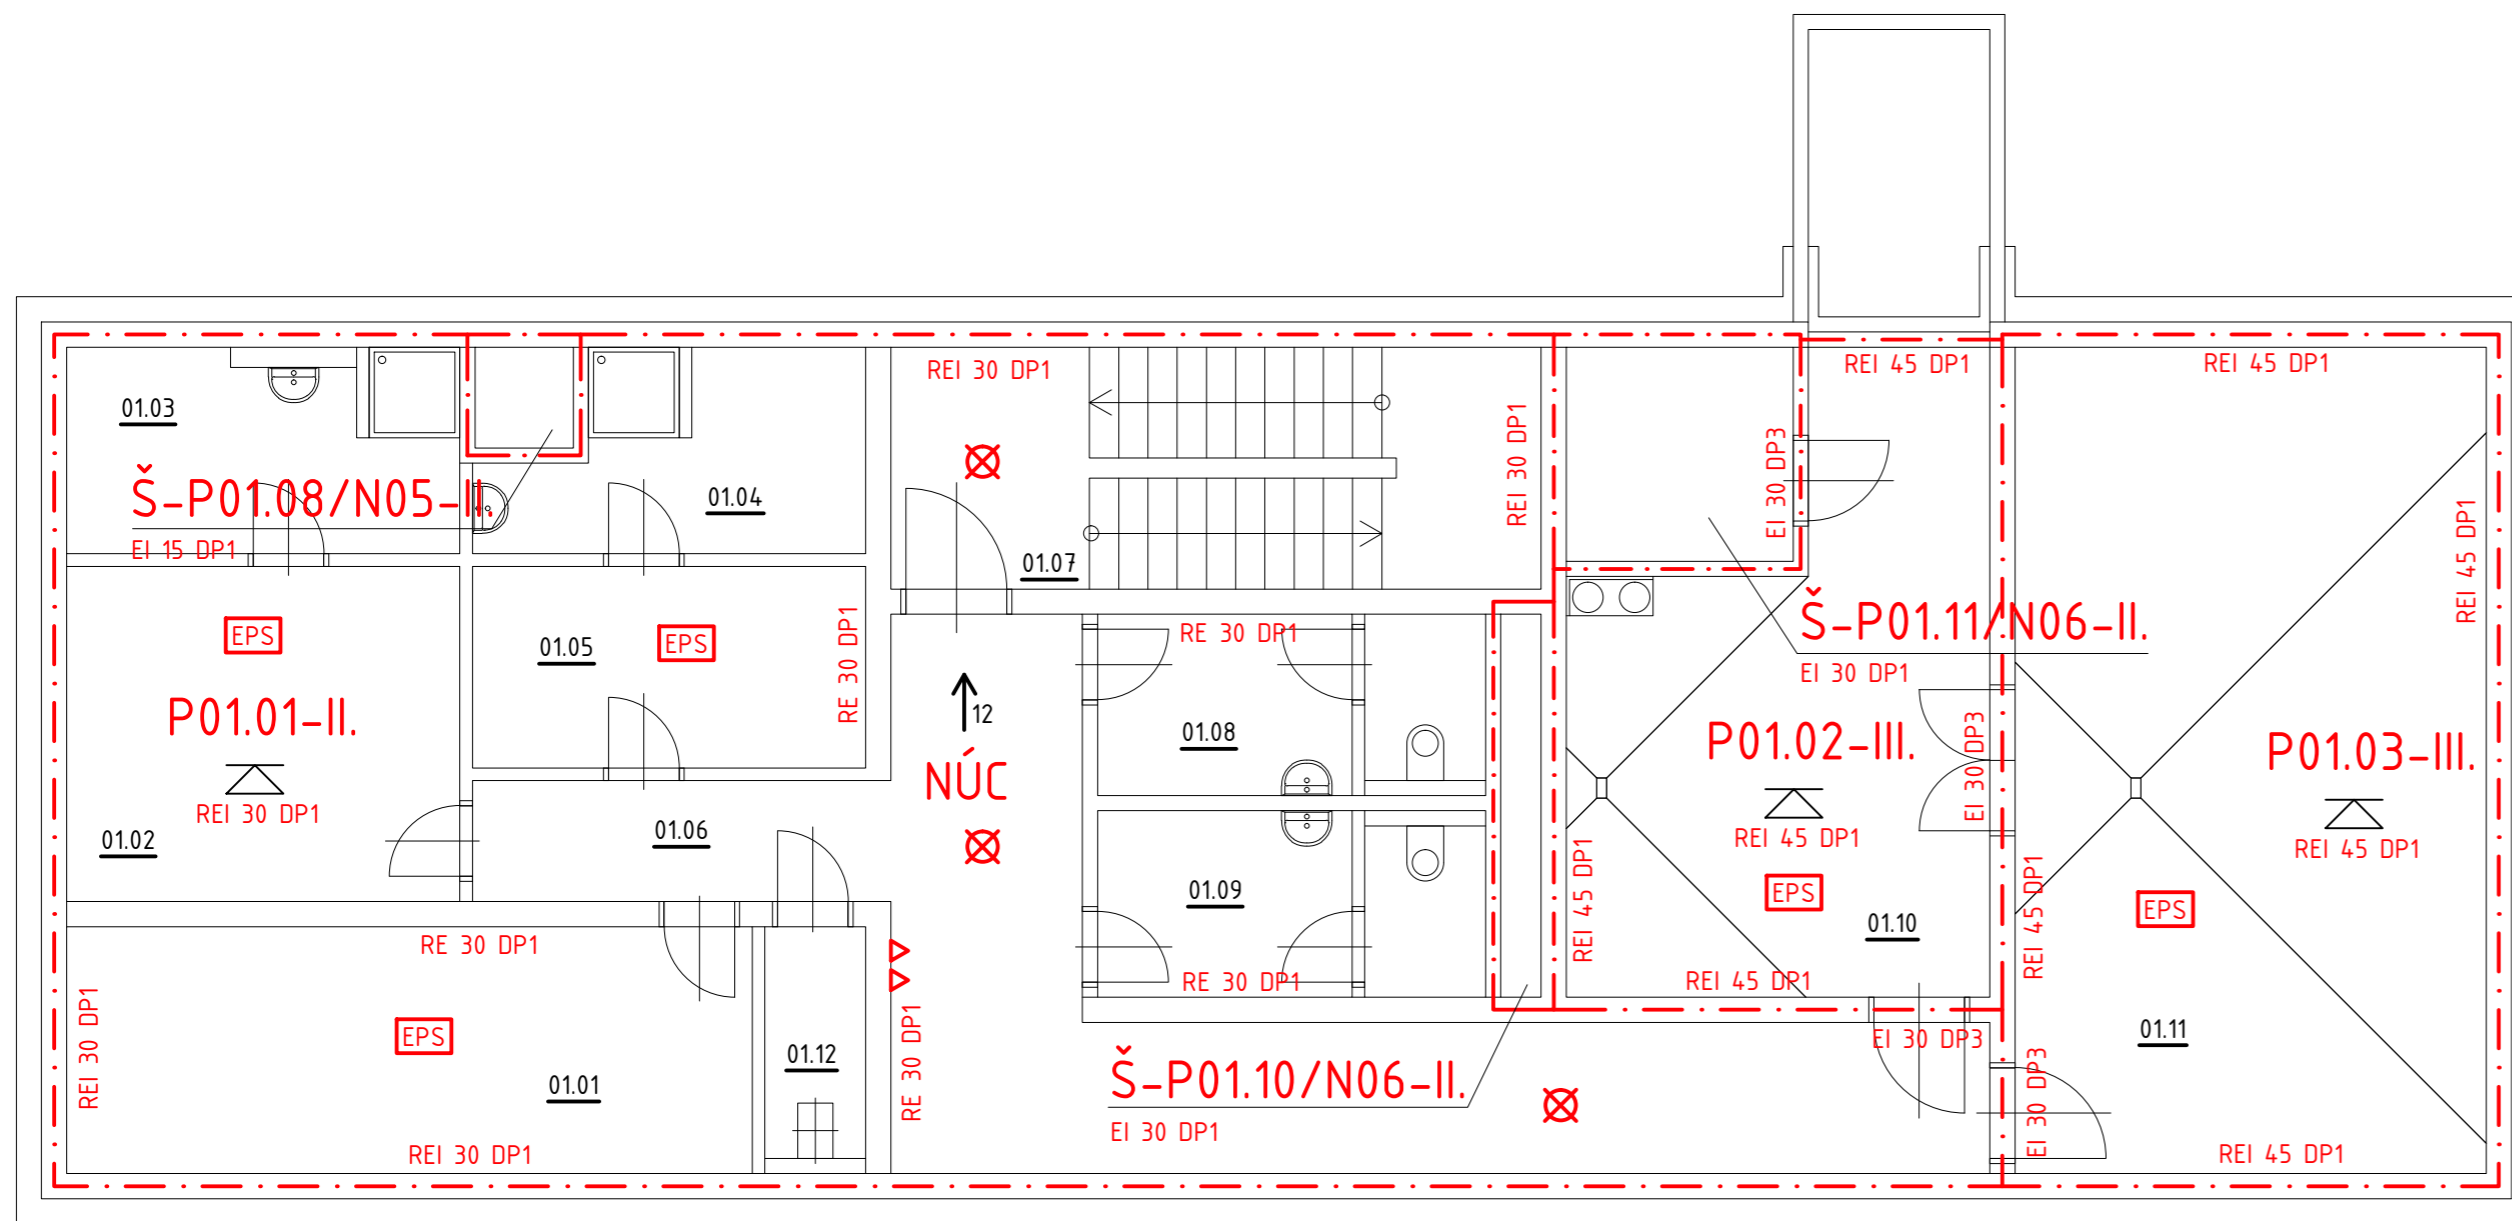 REI 30 DP1
REI 45 DP1
REI 45 DP1
01.03
REI 30 DP1
EI 30 DP3
Š-P01.08/N05-II.
EI 15 DP1
01.04
01.07
REI 45 DP1
EPS
01.05
EPS
RE 30 DP1
RE 30 DP1
Š-P01.11/N06-II.
EI 30 DP1
P01.01-II.
REI 30 DP1
12
NÚC
01.08
P01.02-III.
REI 45 DP1
EI 30 DP3
P01.03-III.
REI 45 DP1
01.02
01.06
01.09
REI 45 DP1
EPS
01.10
REI 45 DP1
EPS
RE 30 DP1
RE 30 DP1
REI 45 DP1
REI 30 DP1
EPS
01.01
01.12
RE 30 DP1
Š-P01.10/N06-II.
EI 30 DP1
EI 30 DP3
EI 30 DP3
01.11
REI 30 DP1
REI 45 DP1